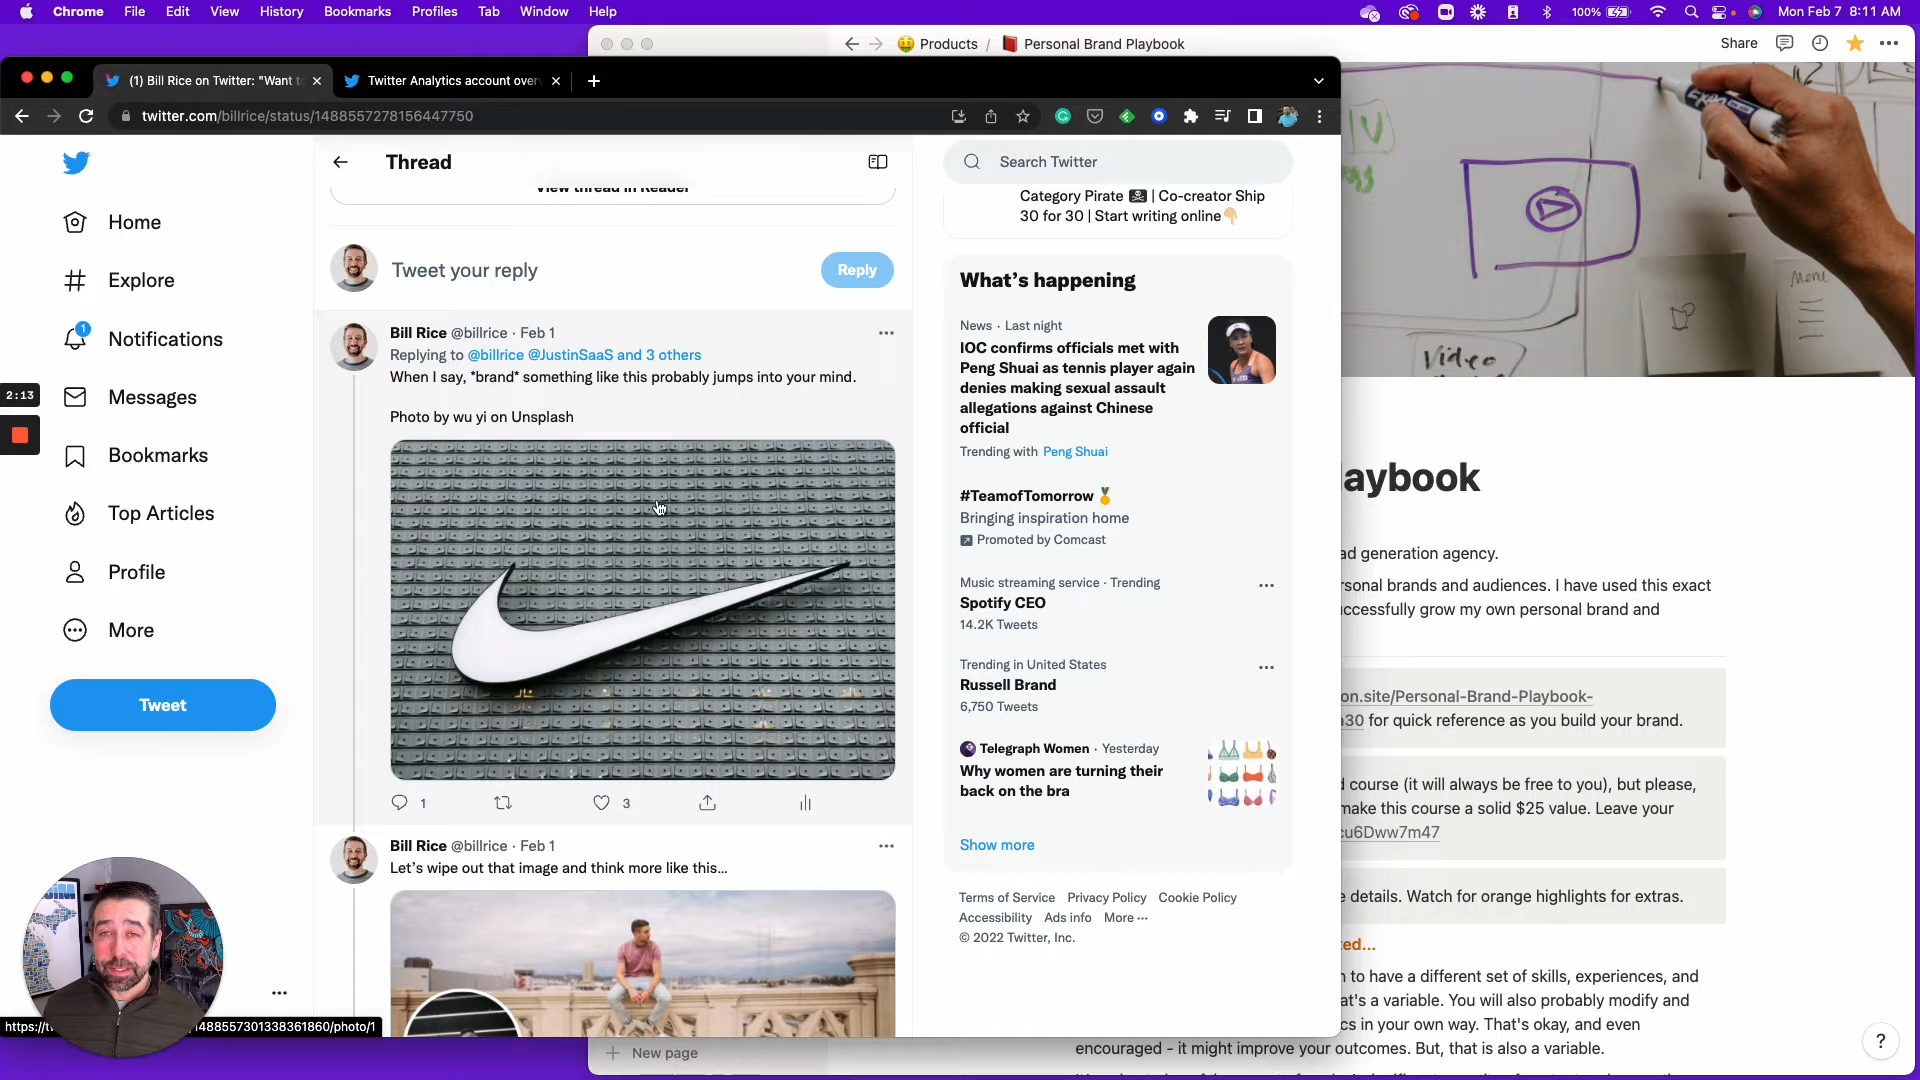 Chrome File Edit View History Bookmarks Profiles Tab Window Help
100% Mon Feb 7 8:11 AM
Products / Personal Brand Playbook
Share
(1) Bill Rice on Twitter: "Want to
Twitter Analytics account over
twitter.com/billrice/status/1488557278156447750
Thread
View thread in Reader
Search Twitter
Home
Explore
1
Notifications
Messages
Bookmarks
Top Articles
Profile
More
Tweet
2:13
Tweet your reply
Reply
Bill Rice @billrice · Feb 1
Replying to @billrice @JustinSaaS and 3 others
When I say, *brand* something like this probably jumps into your mind.
Photo by wu yi on Unsplash
1
3
Bill Rice @billrice · Feb 1
Let's wipe out that image and think more like this...
Category Pirate | Co-creator Ship
30 for 30 | Start writing online
What's happening
News · Last night
IOC confirms officials met with
Peng Shuai as tennis player again
denies making sexual assault
allegations against Chinese
official
Trending with Peng Shuai
#TeamofTomorrow
Bringing inspiration home
Promoted by Comcast
Music streaming service · Trending
Spotify CEO
14.2K Tweets
Trending in United States
Russell Brand
6,750 Tweets
Telegraph Women · Yesterday
Why women are turning their
back on the bra
Show more
Terms of Service Privacy Policy Cookie Policy
Accessibility Ads info More
© 2022 Twitter, Inc.
Expo
Menu
Video
aybook
ad generation agency.
rsonal brands and audiences. I have used this exact
ccessfully grow my own personal brand and
on.site/Personal-Brand-Playbook-
a30 for quick reference as you build your brand.
d course (it will always be free to you), but please,
make this course a solid $25 value. Leave your
cu6Dww7m47
e details. Watch for orange highlights for extras.
ted...
n to have a different set of skills, experiences, and
at's a variable. You will also probably modify and
cs in your own way. That's okay, and even
encouraged - it might improve your outcomes. But, that is also a variable.
New page
?
https://tw
1488557301338361860/photo/1